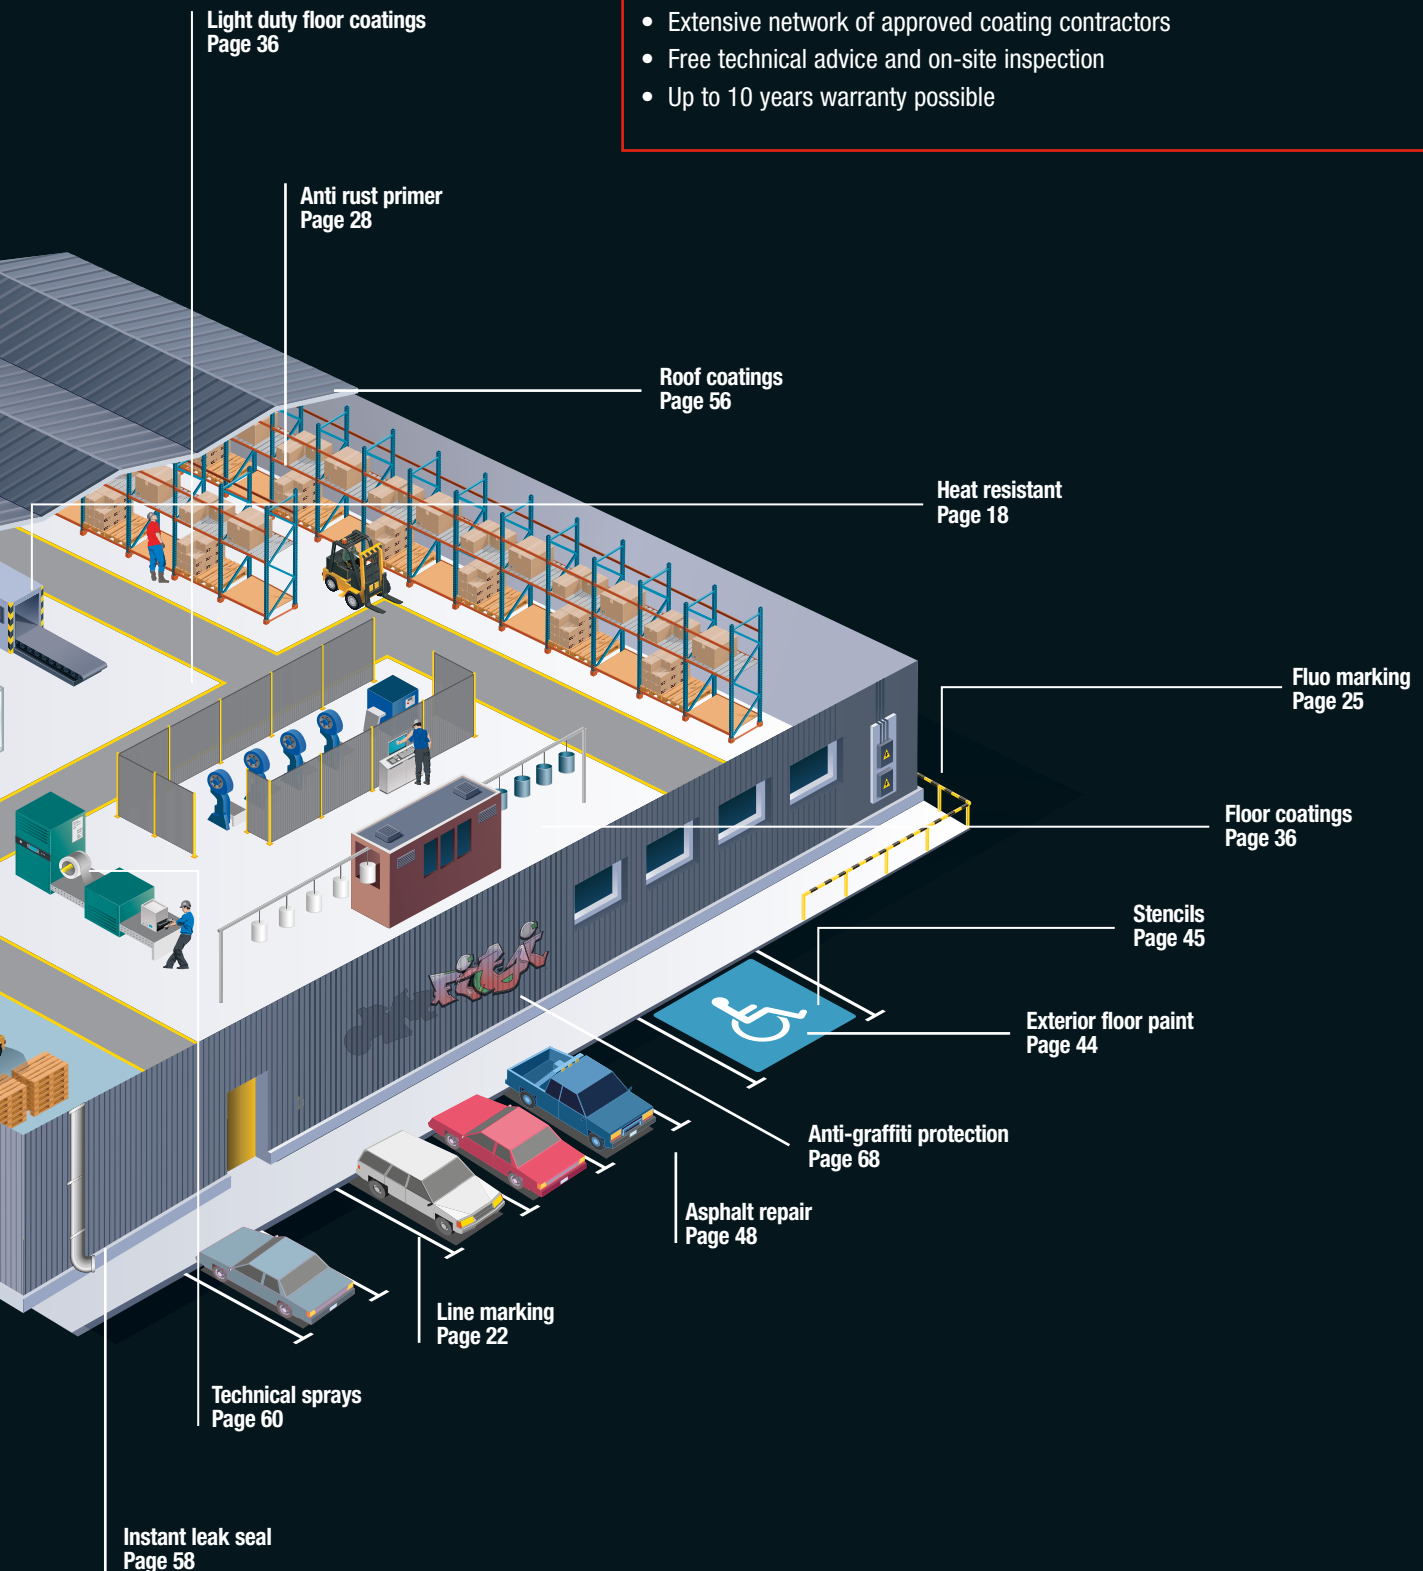 Light duty floor coatings
Page 36
• Extensive network of approved coating contractors
• Free technical advice and on-site inspection
• Up to 10 years warranty possible
Anti rust primer
Page 28
Roof coatings
Page 56
Heat resistant
Page 18
Fluo marking
Page 25
Floor coatings
Page 36
Stencils
Page 45
Exterior floor paint
Page 44
Anti-graffiti protection
Page 68
Asphalt repair
Page 48
Line marking
Page 22
Technical sprays
Page 60
Instant leak seal
Page 58